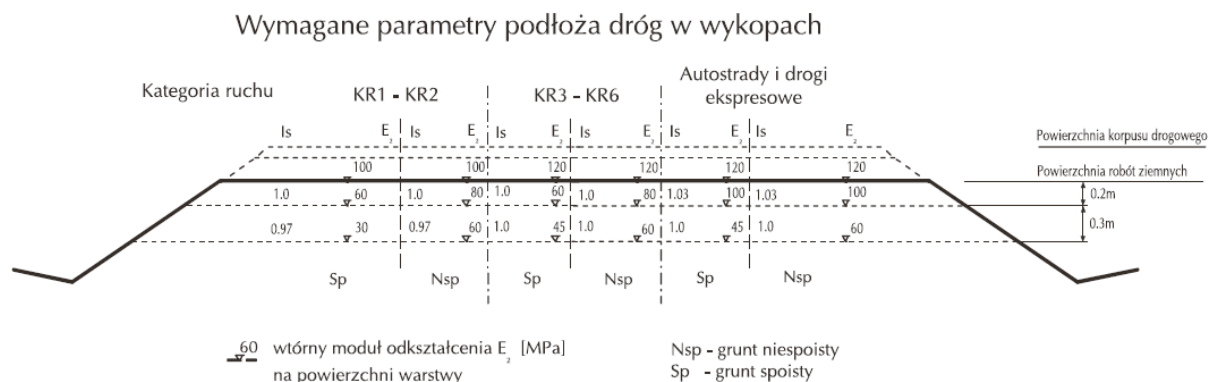 Wymagane parametry podłoża dróg w wykopach
Kategoria ruchu
KR1 - KR2
KR3 - KR6
Autostrady i drogi
ekspresowe
Is E₂ Is E₂ Is E₂ Is E₂ Is E₂ Is E₂
Powierzchnia korpusu drogowego
100 100 120 120 120 120
Powierzchnia robót ziemnych
1.0 60 1.0 80 1.0 60 1.0 80 1.03 100 1.03 100
0.2m
0.97 30 0.97 60 1.0 45 1.0 60 1.0 45 1.0 60
0.3m
Sp Nsp Sp Nsp Sp Nsp
60 wtórny moduł odkształcenia E₂ [MPa]
na powierzchni warstwy
Nsp - grunt niespoisty
Sp - grunt spoisty